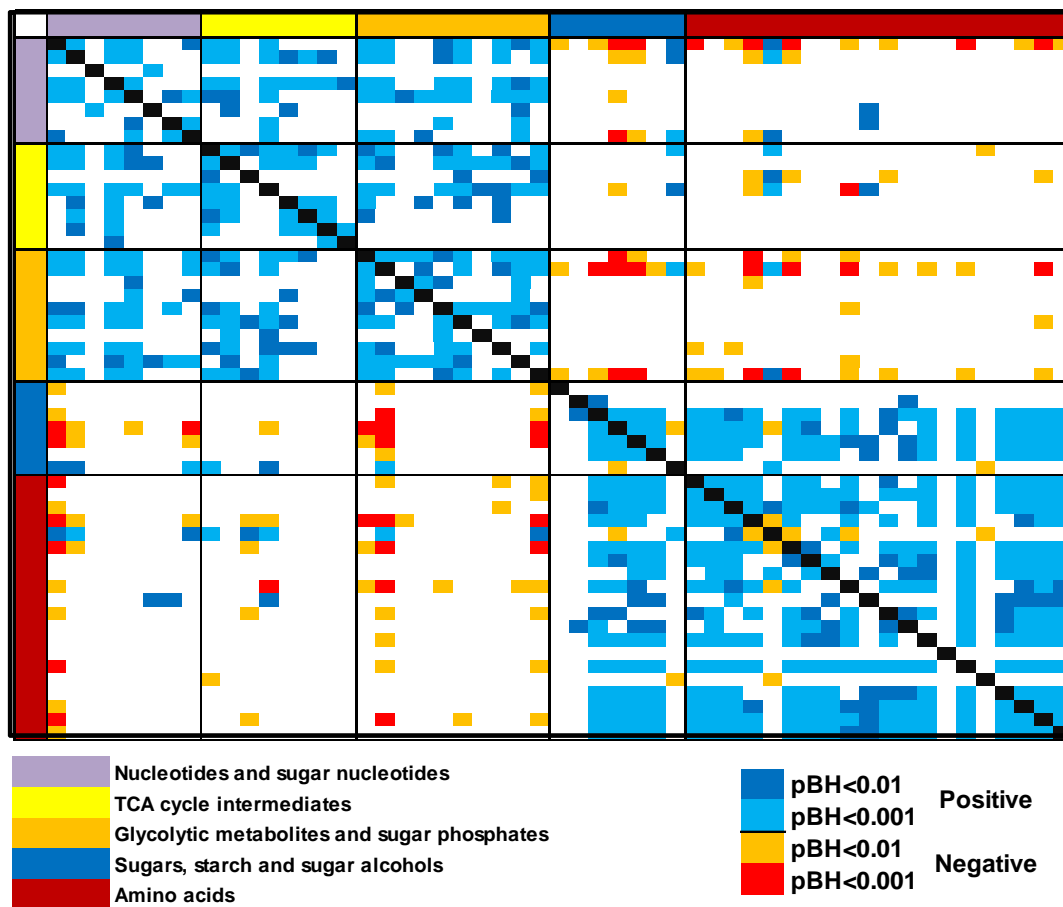 Nucleotides and sugar nucleotides
TCA cycle intermediates
Glycolytic metabolites and sugar phosphates
Sugars, starch and sugar alcohols
Amino acids
pBH<0.01
pBH<0.001
Positive
pBH<0.01
pBH<0.001
Negative